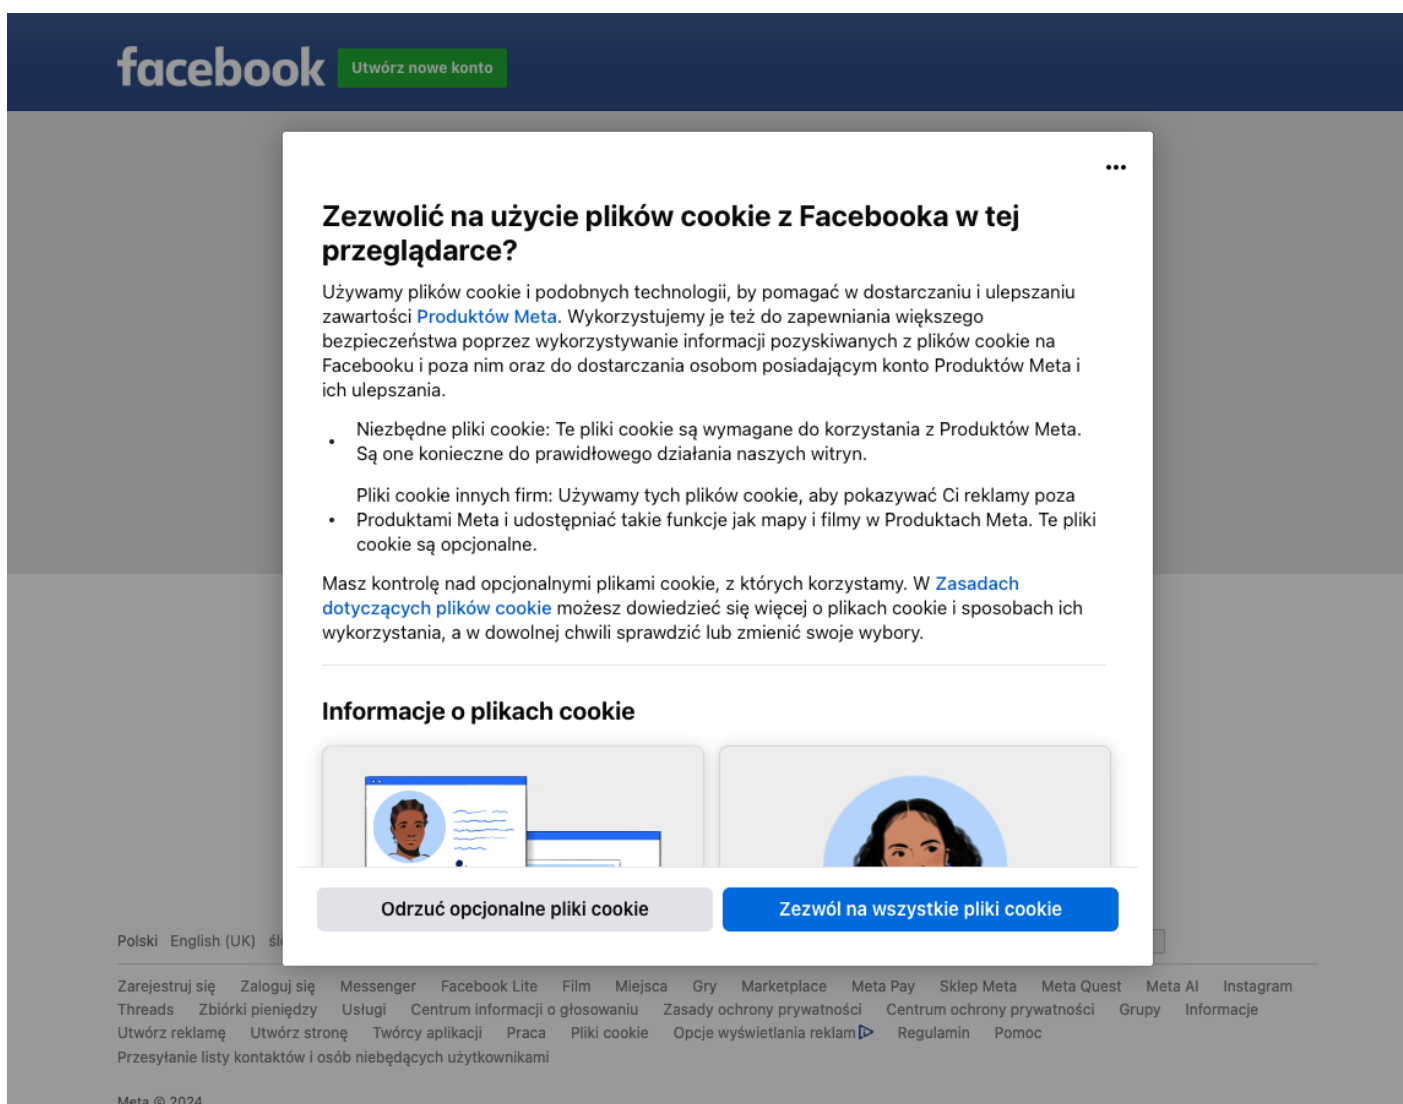 facebook
Utwórz nowe konto
Zezwolić na użycie plików cookie z Facebooka w tej
przeglądarce?
Używamy plików cookie i podobnych technologii, by pomagać w dostarczaniu i ulepszaniu
zawartości Produktów Meta. Wykorzystujemy je też do zapewniania większego
bezpieczeństwa poprzez wykorzystywanie informacji pozyskiwanych z plików cookie na
Facebooku i poza nim oraz do dostarczania osobom posiadającym konto Produktów Meta i
ich ulepszania.
• Niezbędne pliki cookie: Te pliki cookie są wymagane do korzystania z Produktów Meta.
Są one konieczne do prawidłowego działania naszych witryn.
• Pliki cookie innych firm: Używamy tych plików cookie, aby pokazywać Ci reklamy poza
Produktami Meta i udostępniać takie funkcje jak mapy i filmy w Produktach Meta. Te pliki
cookie są opcjonalne.
Masz kontrolę nad opcjonalnymi plikami cookie, z których korzystamy. W Zasadach
dotyczących plików cookie możesz dowiedzieć się więcej o plikach cookie i sposobach ich
wykorzystania, a w dowolnej chwili sprawdzić lub zmienić swoje wybory.
Informacje o plikach cookie
Odrzuć opcjonalne pliki cookie
Zezwól na wszystkie pliki cookie
Polski English (UK)
Zarejestruj się Zaloguj się Messenger Facebook Lite Film Miejsca Gry Marketplace Meta Pay Sklep Meta Meta Quest Meta AI Instagram
Threads Zbiórki pieniędzy Usługi Centrum informacji o głosowaniu Zasady ochrony prywatności Centrum ochrony prywatności Grupy Informacje
Utwórz reklamę Utwórz stronę Twórcy aplikacji Praca Pliki cookie Opcje wyświetlania reklam Regulamin Pomoc
Przesyłanie listy kontaktów i osób niebędących użytkownikami
Meta © 2024